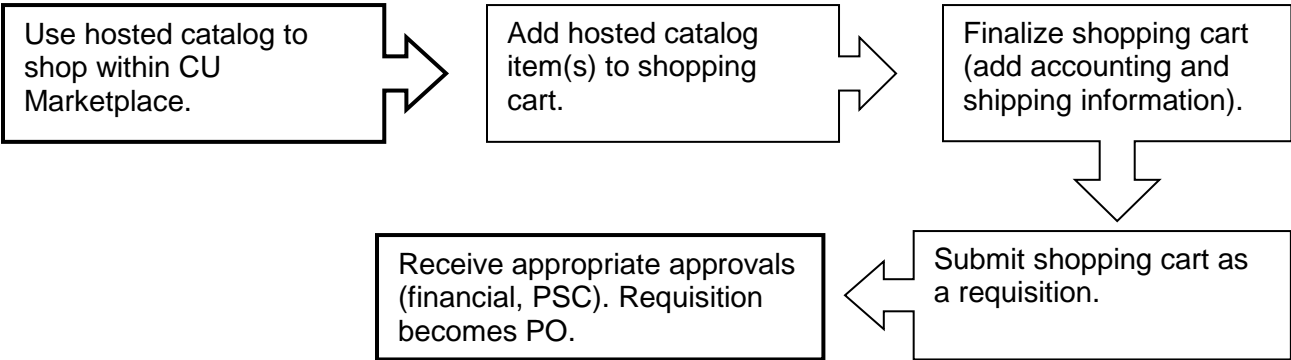 Use hosted catalog to
shop within CU
Marketplace.
Add hosted catalog
item(s) to shopping
cart.
Finalize shopping cart
(add accounting and
shipping information).
Submit shopping cart as
a requisition.
Receive appropriate approvals
(financial, PSC). Requisition
becomes PO.